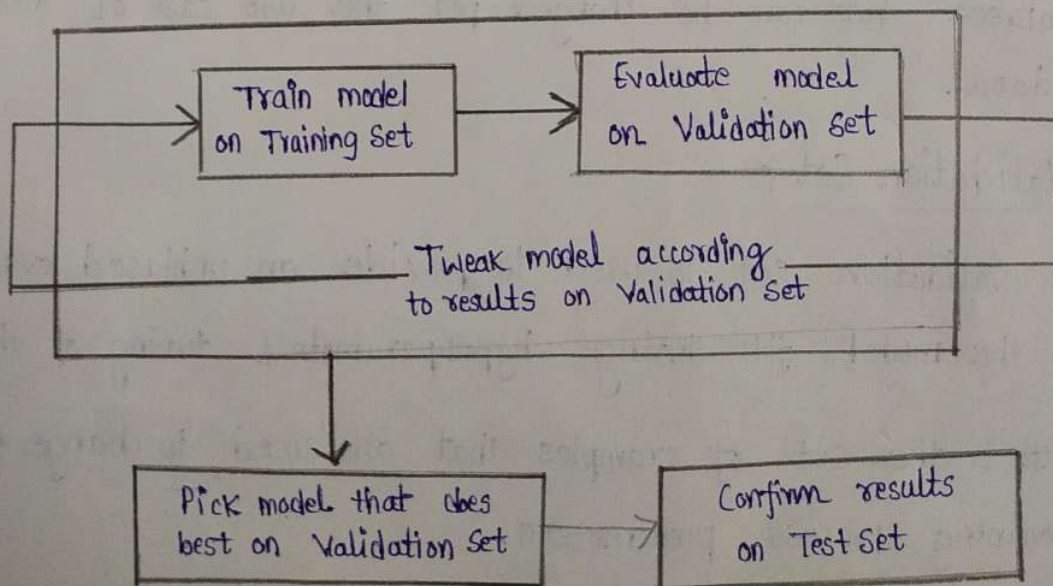 Train model
on Training Set
Evaluate model
on Validation set
Tweak model according
to results on Validation set
Pick model that does
best on Validation Set
Confirm results
on Test Set